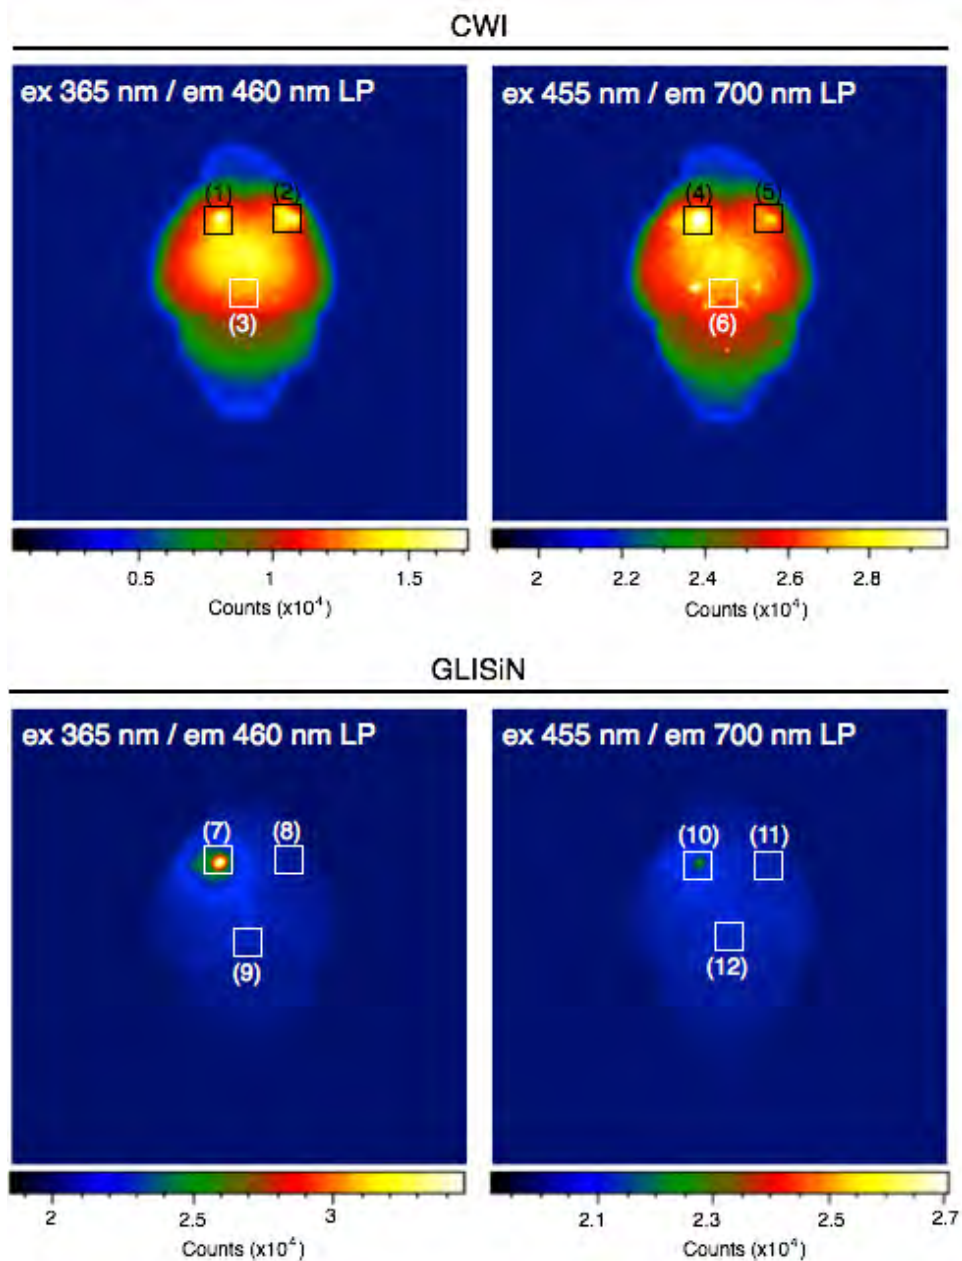 CWI
ex 365 nm / em 460 nm LP
ex 455 nm / em 700 nm LP
(1) (2)
(4) (5)
(3)
(6)
0.5 1 1.5
2 2.2 2.4 2.6 2.8
Counts (x10⁴)
Counts (x10⁴)
GLISiN
ex 365 nm / em 460 nm LP
ex 455 nm / em 700 nm LP
(7) (8)
(10) (11)
(9)
(12)
2 2.5 3
2.1 2.3 2.5 2.7
Counts (x10⁴)
Counts (x10⁴)